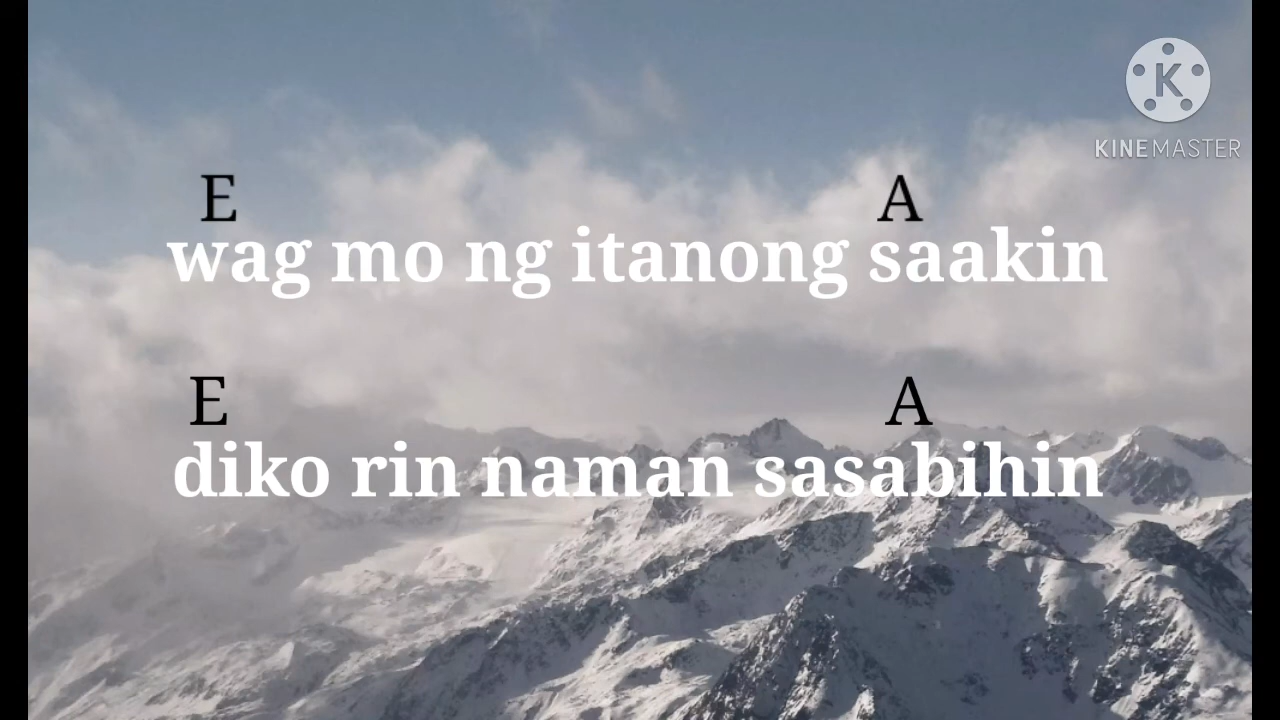 K
KINEMASTER
E A
wag mo ng itanong saakin
E A
diko rin naman sasabihin